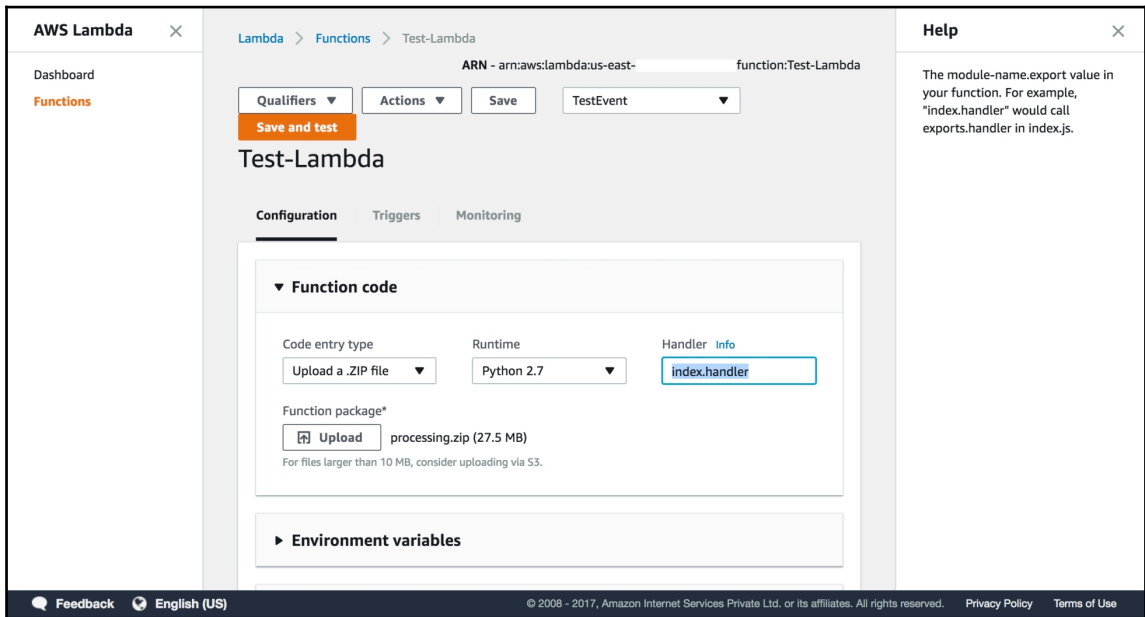 AWS Lambda
Dashboard
Functions
Lambda > Functions > Test-Lambda
ARN - arn:aws:lambda:us-east- function:Test-Lambda
Qualifiers Actions Save TestEvent
Save and test
Test-Lambda
Configuration Triggers Monitoring
Function code
Code entry type Runtime Handler Info
Upload a .ZIP file Python 2.7 index.handler
Function package*
Upload processing.zip (27.5 MB)
For files larger than 10 MB, consider uploading via S3.
Environment variables
Help
The module-name.export value in
your function. For example,
"index.handler" would call
exports.handler in index.js.
Feedback English (US) © 2008 - 2017, Amazon Internet Services Private Ltd. or its affiliates. All rights reserved. Privacy Policy Terms of Use